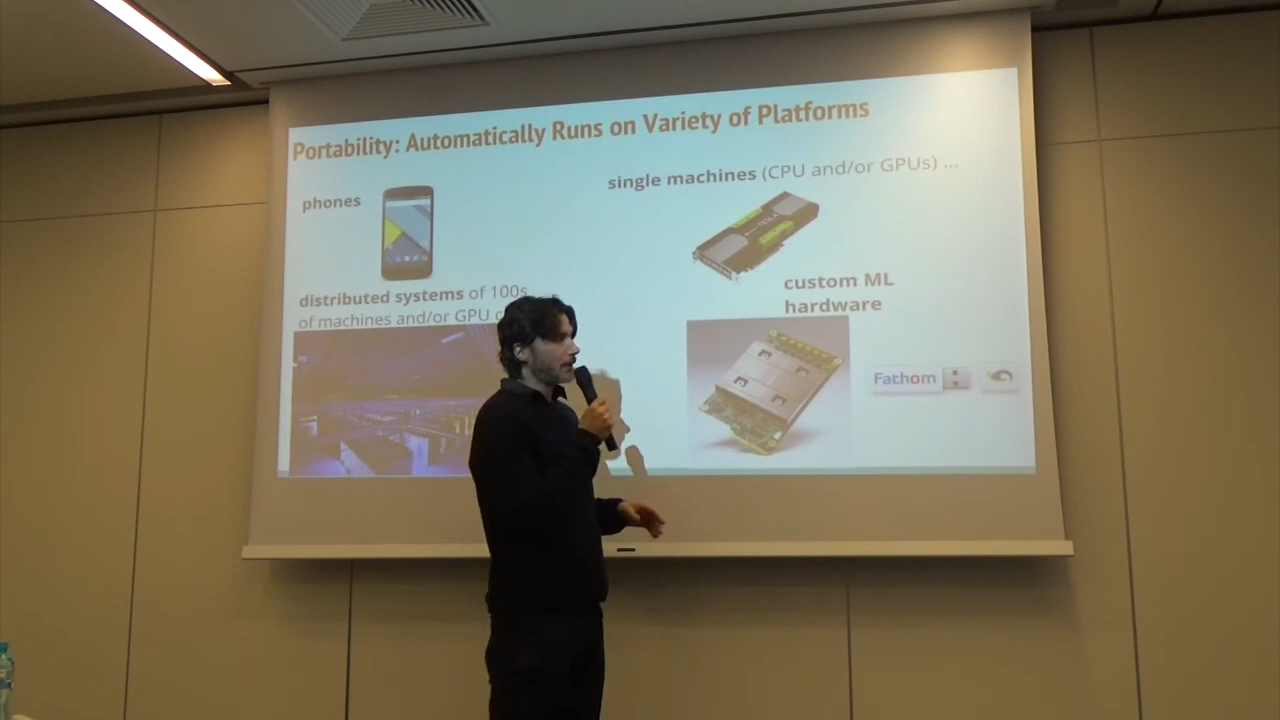 Portability: Automatically Runs on Variety of Platforms
phones
single machines (CPU and/or GPUs) ...
distributed systems of 100s
of machines and/or GPU
custom ML
hardware
Fathom